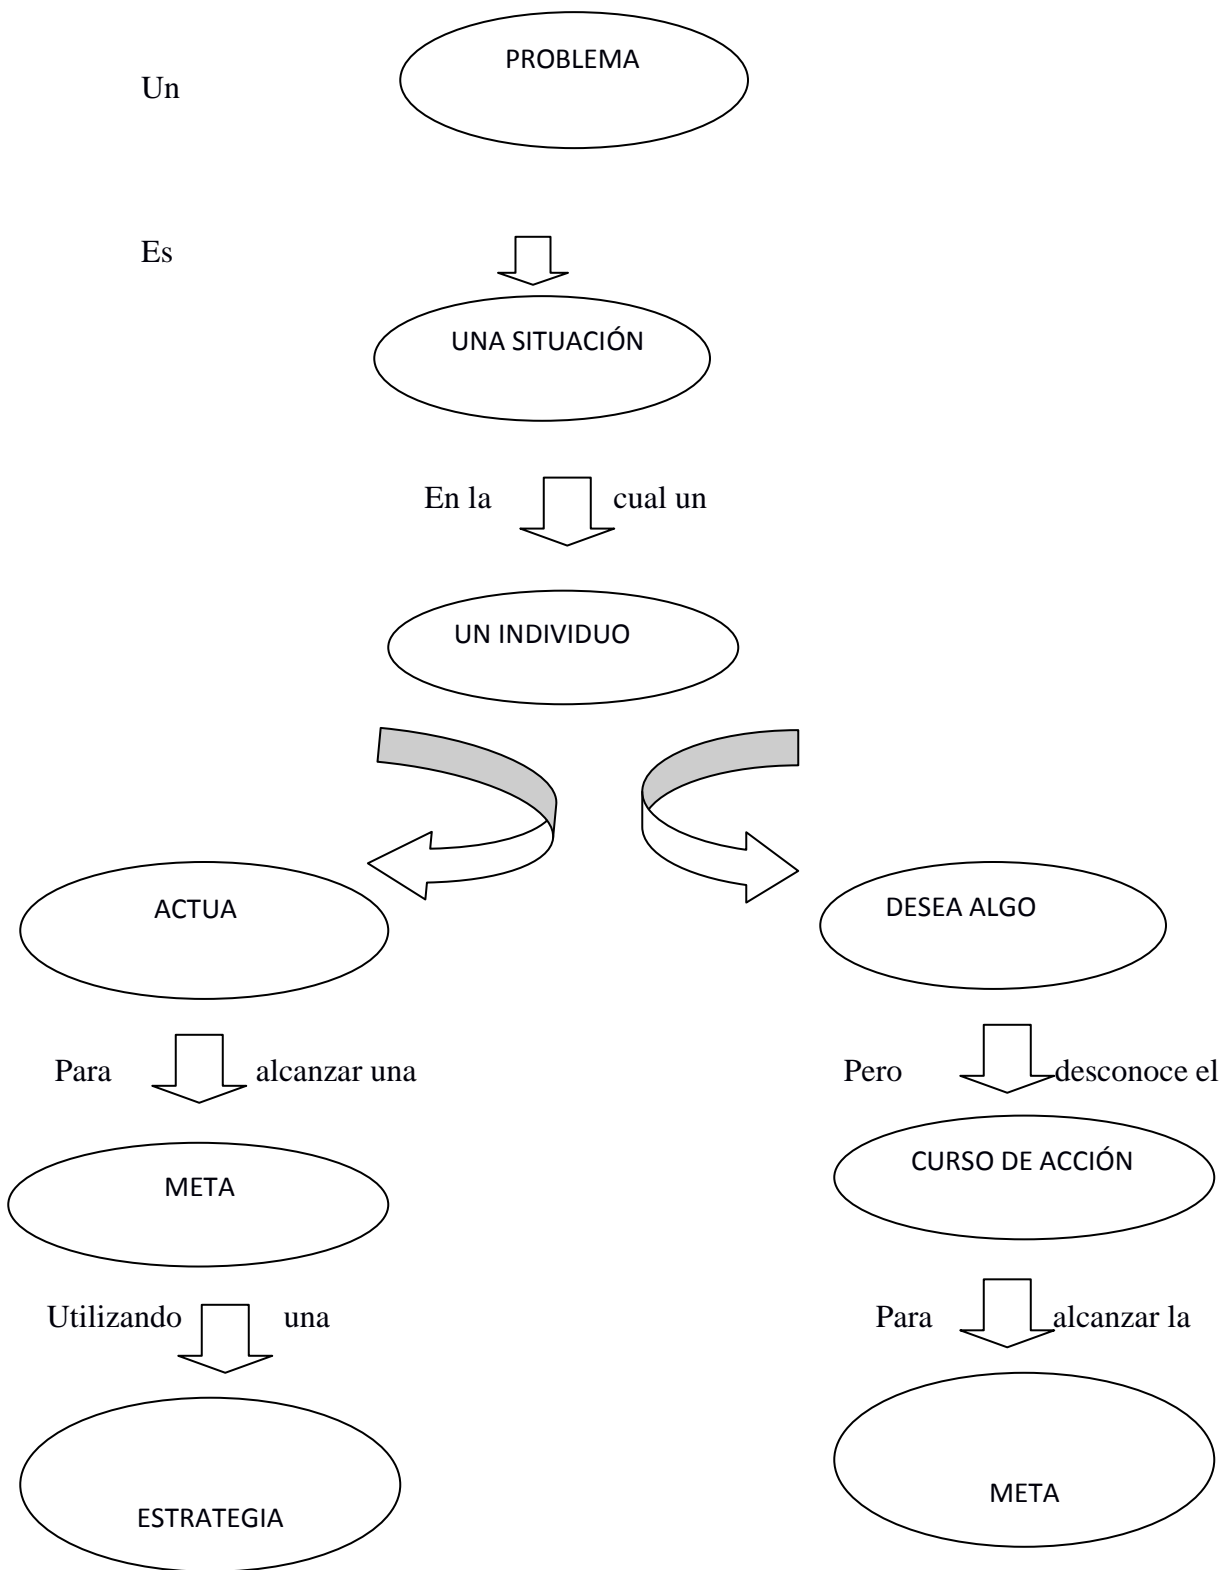 PROBLEMA
Un
Es
UNA SITUACIÓN
En la cual un
UN INDIVIDUO
ACTUA
DESEA ALGO
Para alcanzar una
Pero desconoce el
META
CURSO DE ACCIÓN
Utilizando una
Para alcanzar la
ESTRATEGIA
META